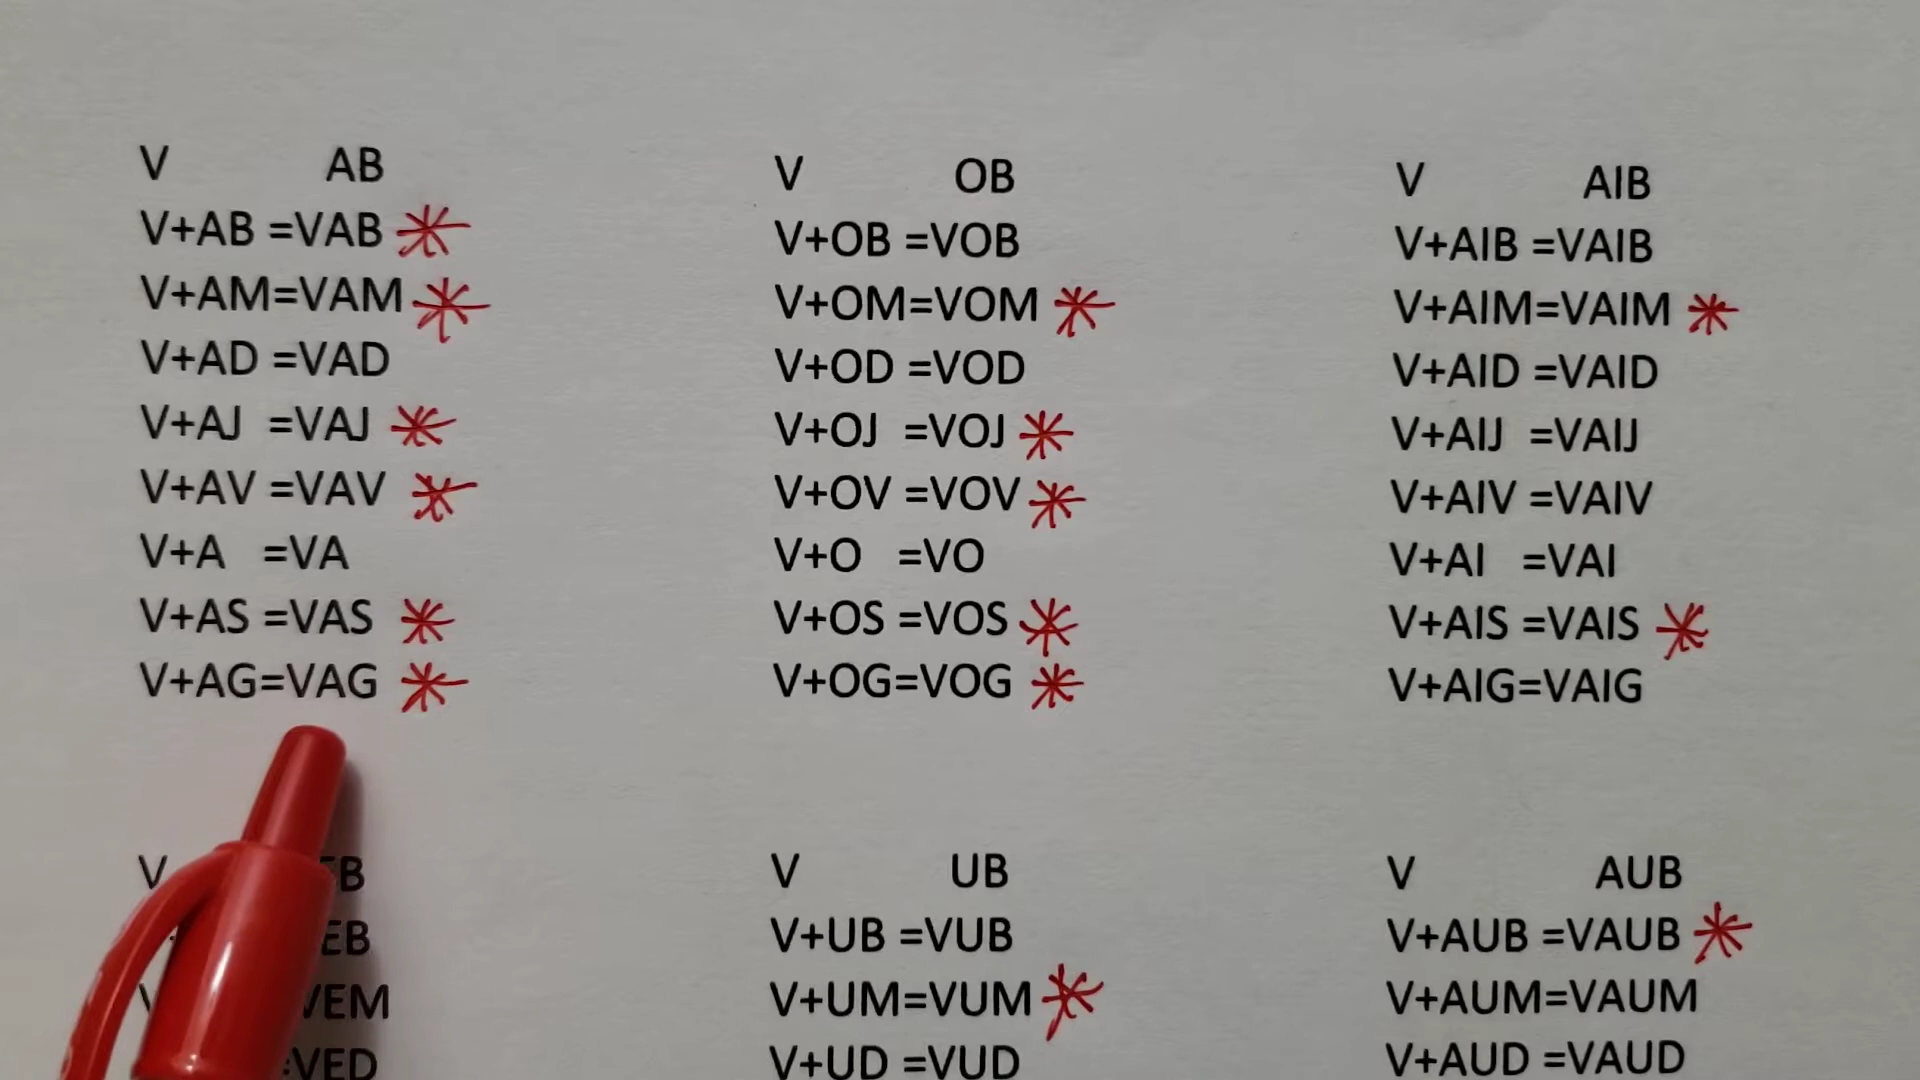 V AB
V+AB =VAB
V+AM=VAM
V+AD =VAD
V+AJ =VAJ
V+AV =VAV
V+A =VA
V+AS =VAS
V+AG=VAG
V OB
V+OB =VOB
V+OM=VOM
V+OD =VOD
V+OJ =VOJ
V+OV =VOV
V+O =VO
V+OS =VOS
V+OG=VOG
V AIB
V+AIB =VAIB
V+AIM=VAIM
V+AID =VAID
V+AIJ =VAIJ
V+AIV =VAIV
V+AI =VAI
V+AIS =VAIS
V+AIG=VAIG
V
VEM
=VED
V UB
V+UB =VUB
V+UM=VUM
V+UD =VUD
V AUB
V+AUB =VAUB
V+AUM=VAUM
V+AUD =VAUD